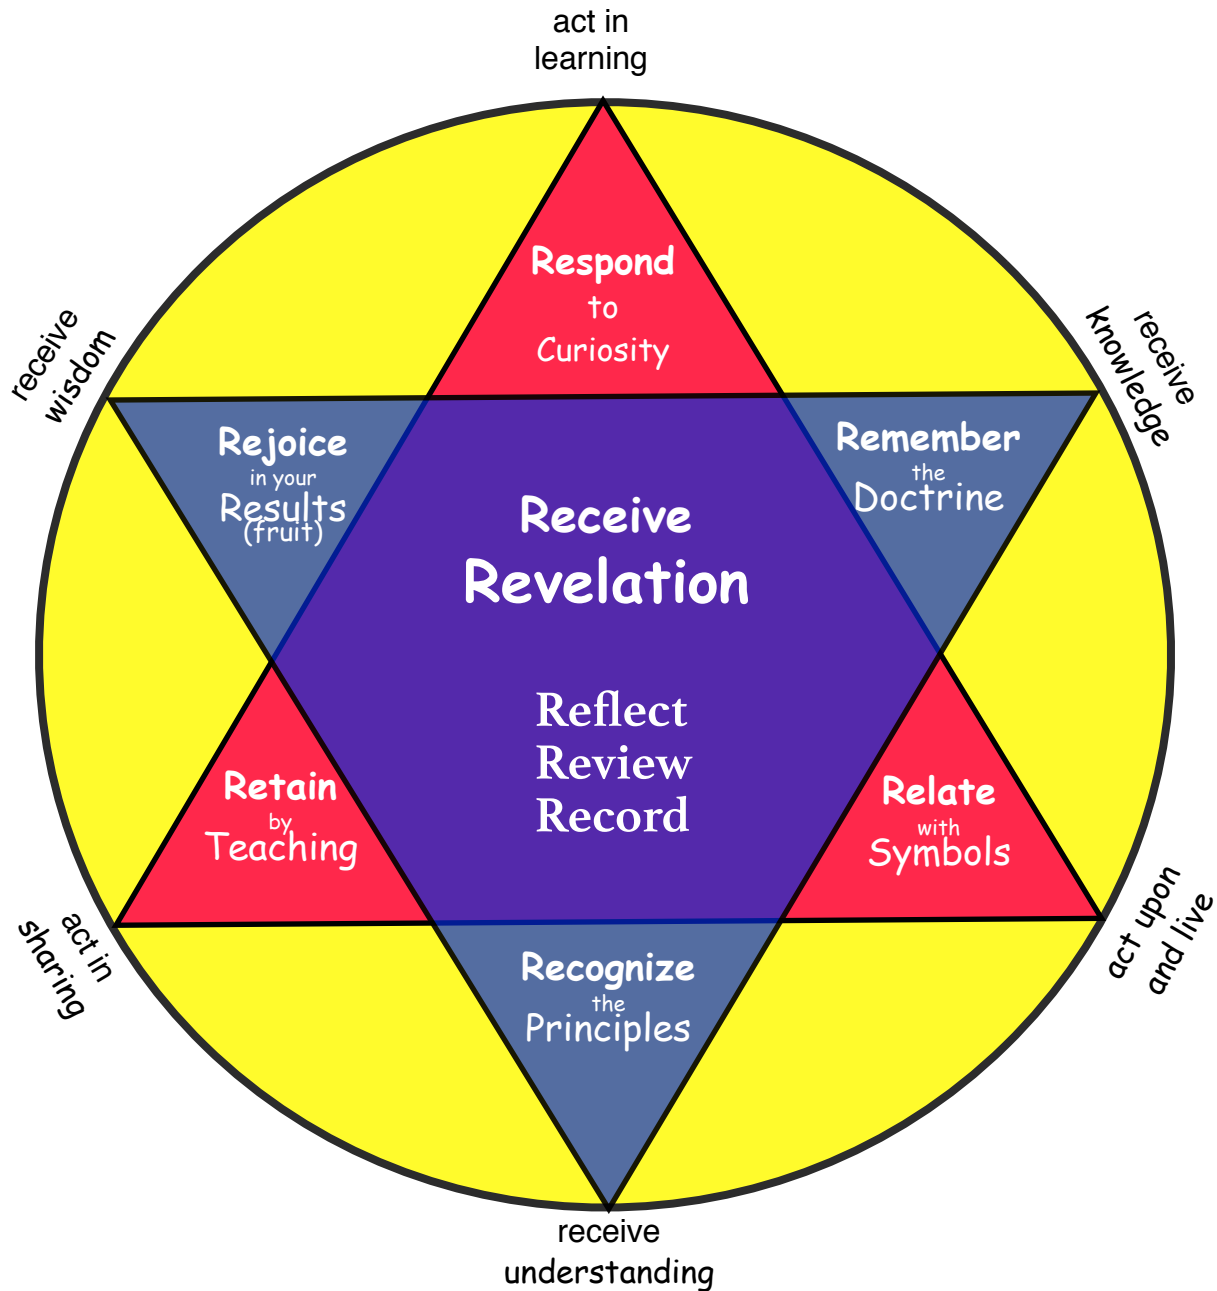 act in
learning
Respond
to
Curiosity
receive
wisdom
receive
knowledge
Rejoice
in your
Results
(fruit)
Remember
the
Doctrine
Receive
Revelation
Reflect
Review
Record
Retain
by
Teaching
Relate
with
Symbols
act in
sharing
act upon
and live
Recognize
the
Principles
receive
understanding